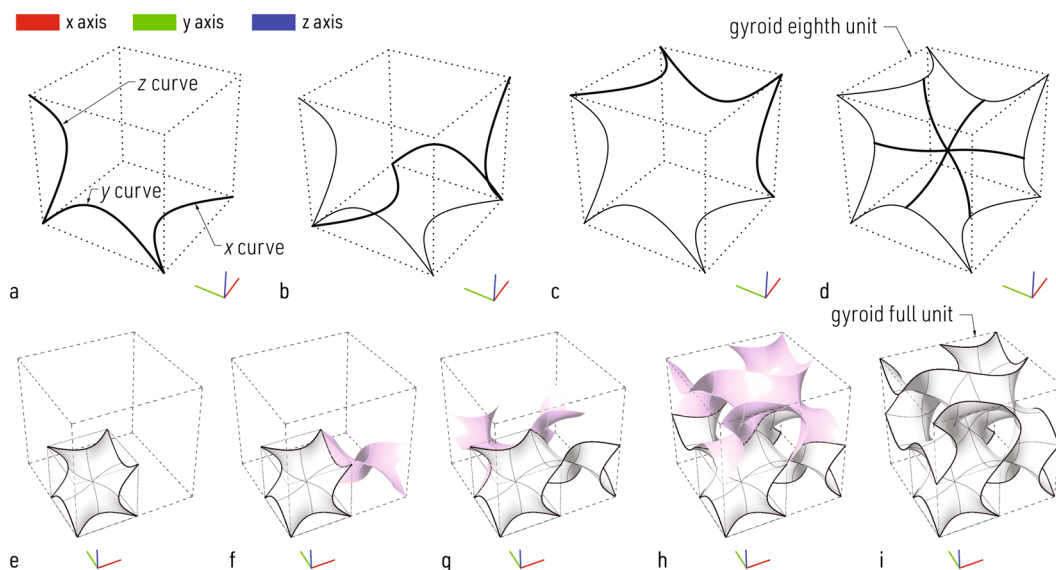 x axis
y axis
z axis
z curve
y curve
x curve
gyroid eighth unit
a
b
c
d
gyroid full unit
e
f
g
h
i